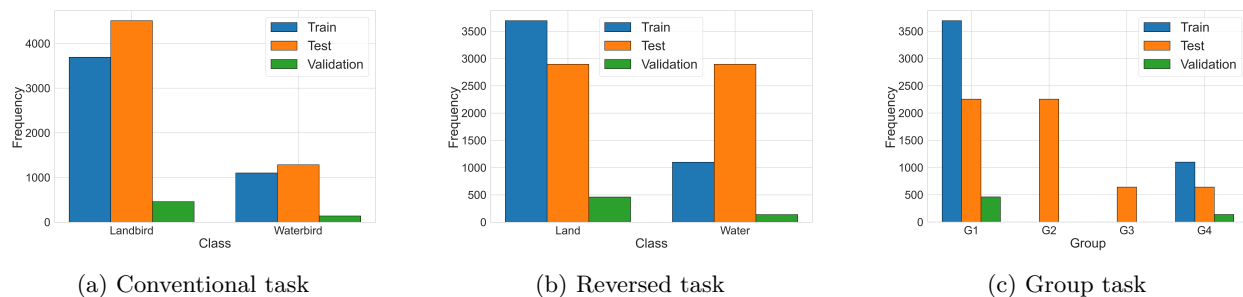 4000
3000
2000
1000
0
Frequency
Train
Test
Validation
Landbird
Waterbird
Class
(a) Conventional task
3500
3000
2500
2000
1500
1000
500
0
Frequency
Train
Test
Validation
Land
Water
Class
(b) Reversed task
3500
3000
2500
2000
1500
1000
500
0
Frequency
Train
Test
Validation
G1
G2
G3
G4
Group
(c) Group task